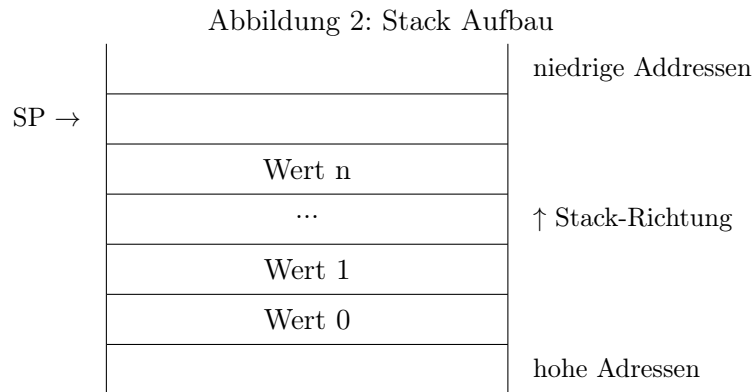 Abbildung 2: Stack Aufbau
niedrige Addressen
SP →
Wert n
...
↑ Stack-Richtung
Wert 1
Wert 0
hohe Adressen